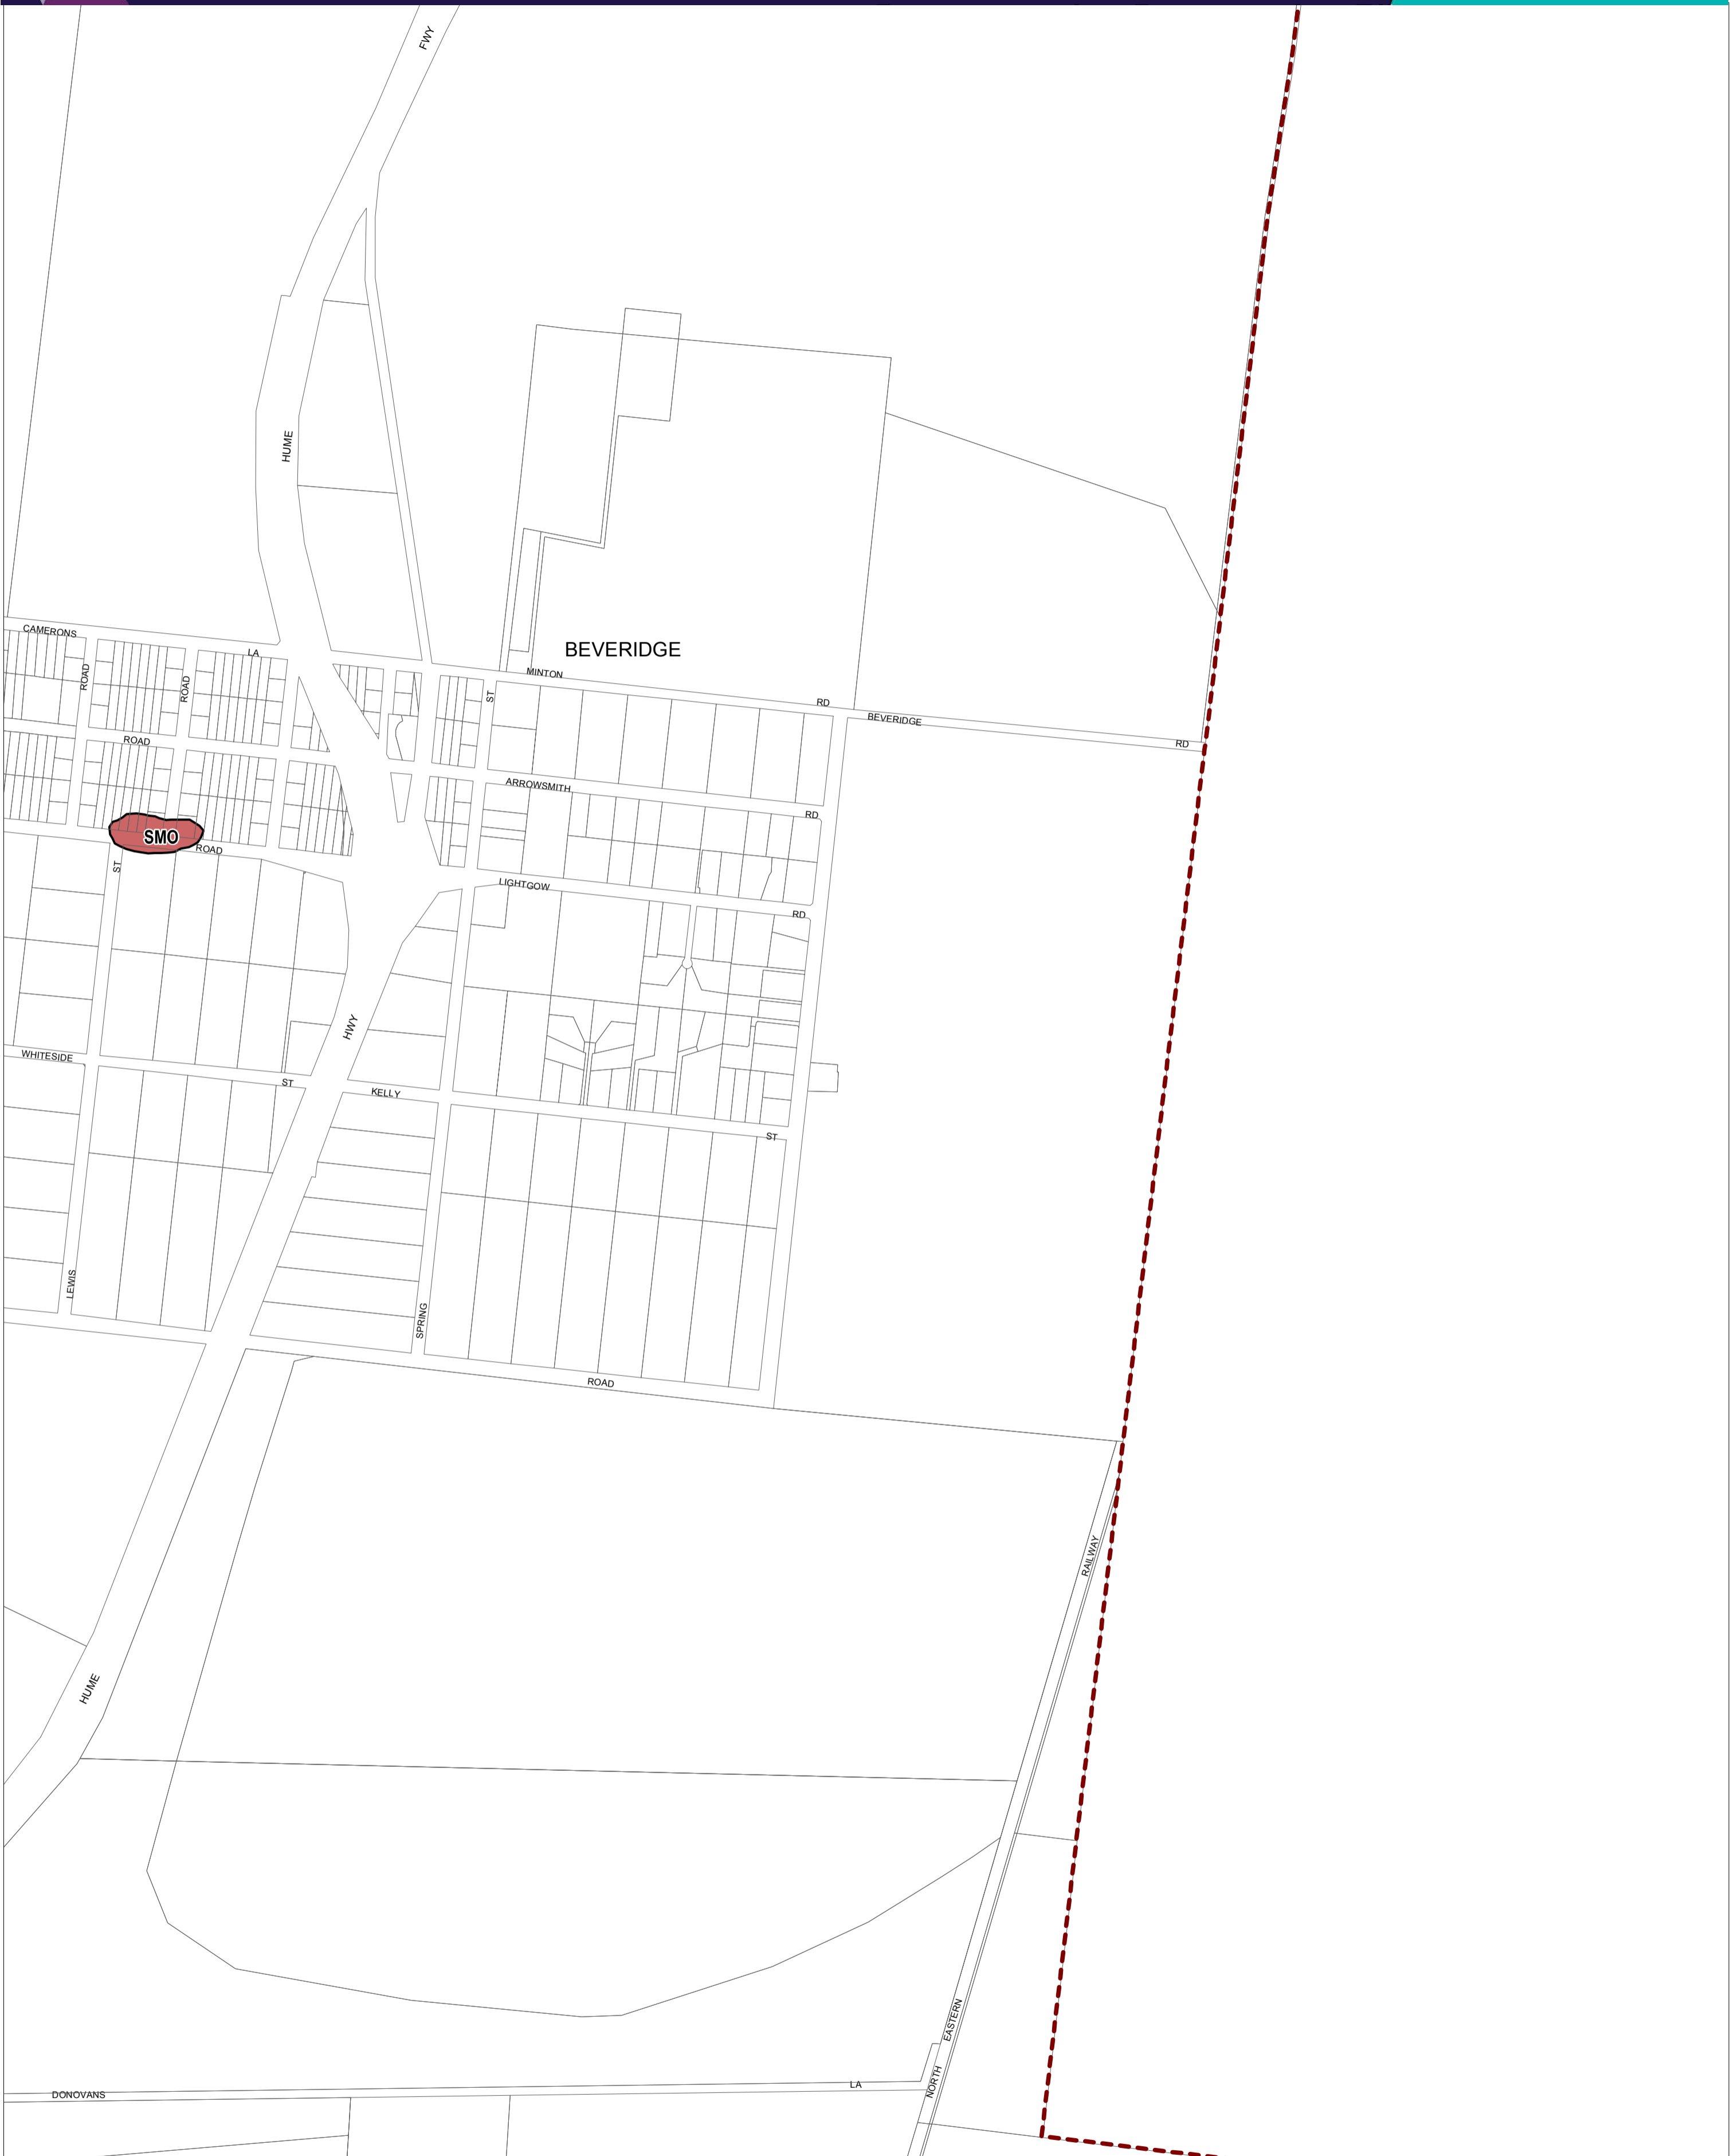 FWY
HUME
CAMERONS
LA
BEVERIDGE
MINTON
RD
BEVERIDGE
RD
ROAD
ROAD
ST
ROAD
ARROWSMITH
RD
SMO
ROAD
ST
LIGHTGOW
RD
HWY
WHITESIDE
ST
KELLY
ST
LEWIS
SPRING
ROAD
RAILWAY
HUME
EASTERN
NORTH
DONOVANS
LA